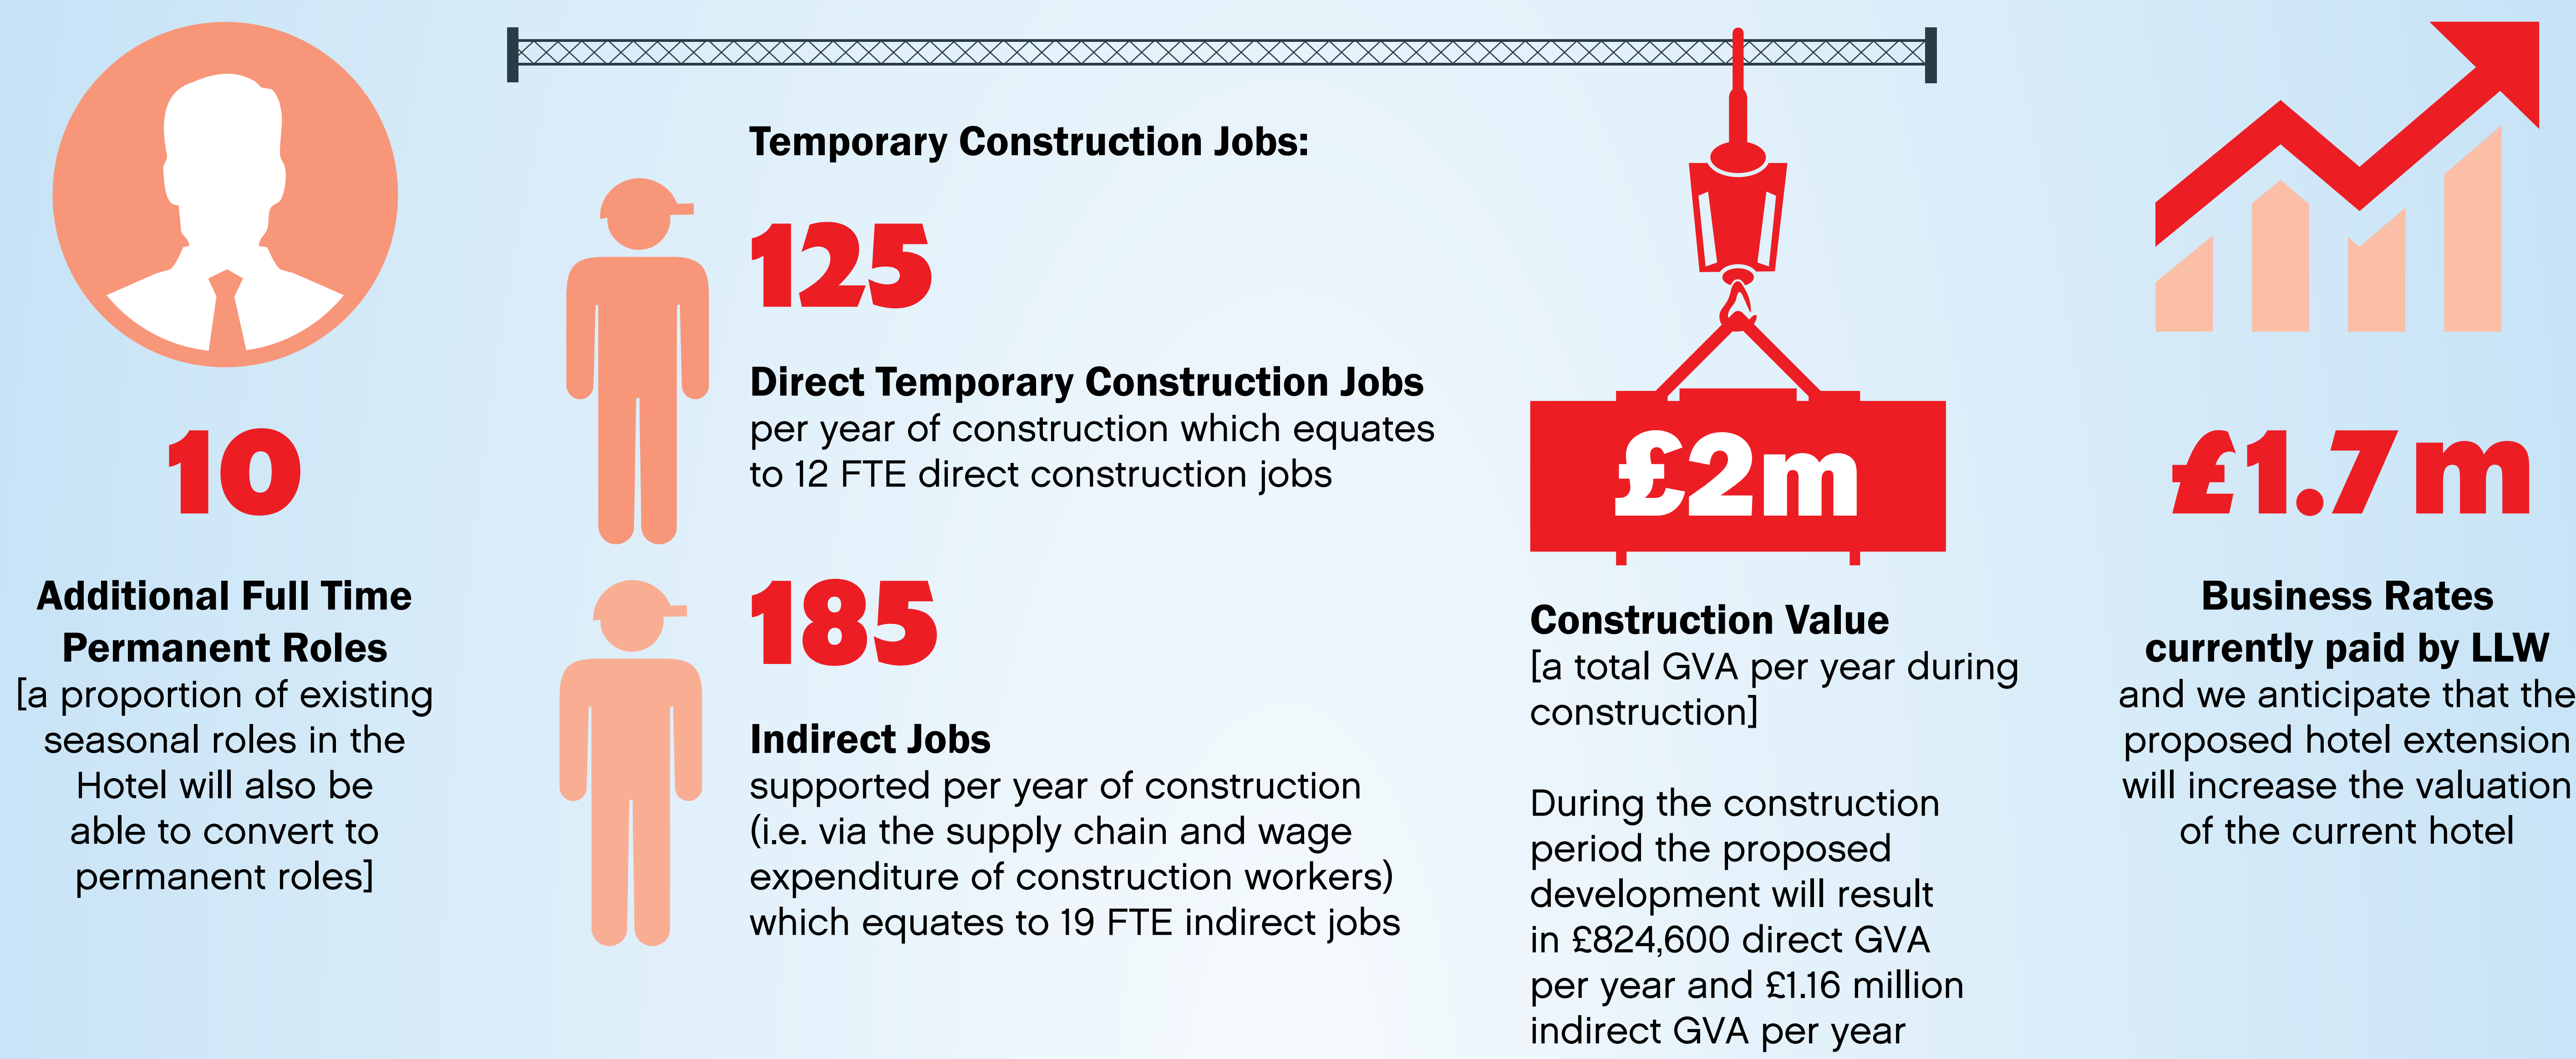 10
Additional Full Time
Permanent Roles
[a proportion of existing
seasonal roles in the
Hotel will also be
able to convert to
permanent roles]
Temporary Construction Jobs:
125
Direct Temporary Construction Jobs
per year of construction which equates
to 12 FTE direct construction jobs
185
Indirect Jobs
supported per year of construction
(i.e. via the supply chain and wage
expenditure of construction workers)
which equates to 19 FTE indirect jobs
£2m
Construction Value
[a total GVA per year during
construction]
During the construction
period the proposed
development will result
in £824,600 direct GVA
per year and £1.16 million
indirect GVA per year
£1.7m
Business Rates
currently paid by LLW
and we anticipate that the
proposed hotel extension
will increase the valuation
of the current hotel